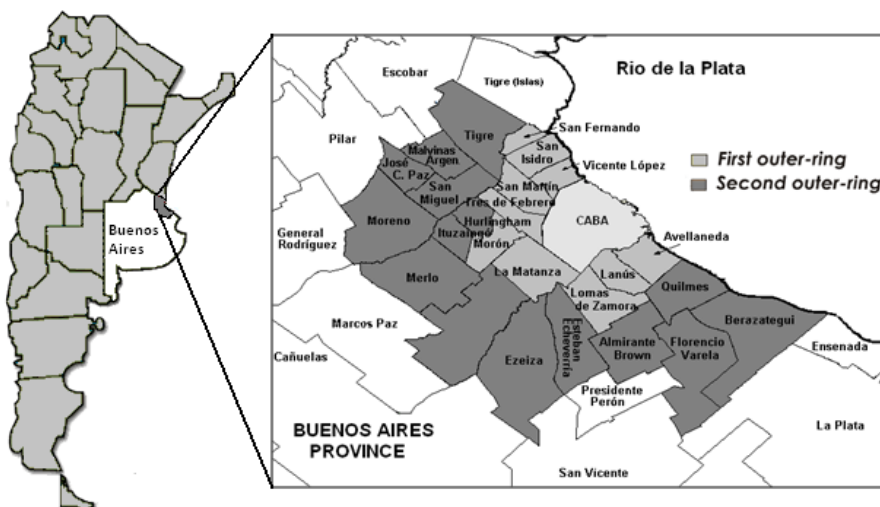 Buenos
Aires
Escobar
Tigre (Islas)
Rio de la Plata
Pilar
Tigre
San Fernando
San
Isidro
Vicente López
Malvinas
Argen
José
C. Paz
San
Miguel
San Martín
Tres de Febrero
First outer-ring
Second outer-ring
General
Rodríguez
Moreno
Ituzaingó
Hurlingham
Morón
CABA
Avellaneda
Merlo
La Matanza
Lanús
Lomas
de Zamora
Quilmes
Marcos Paz
Cañuelas
Ezeiza
Esteban
Echeverría
Almirante
Brown
Florencio
Varela
Berazategui
Ensenada
Presidente
Perón
BUENOS AIRES
PROVINCE
San Vicente
La Plata